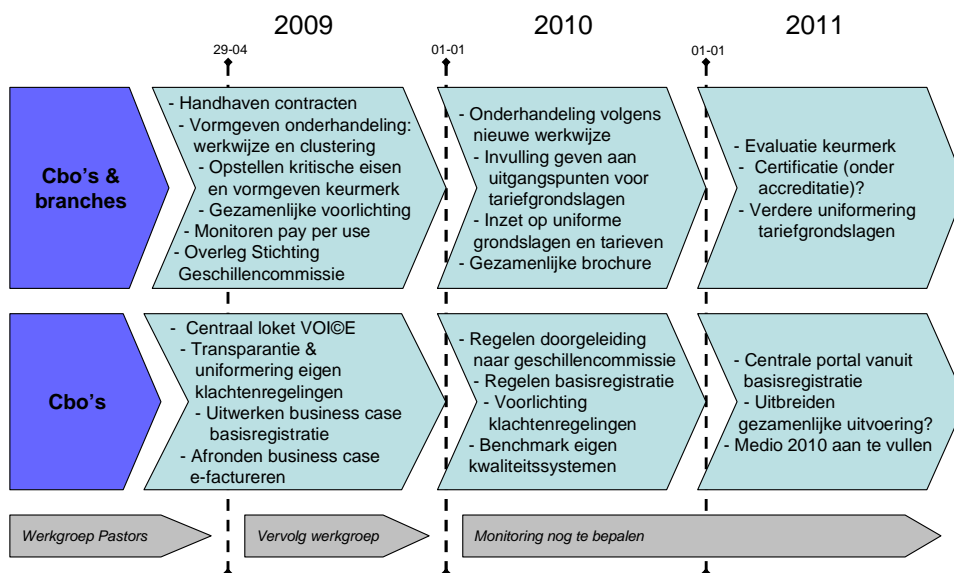 2009
2010
2011
29-04
01-01
01-01
Cbo's &
branches
- Handhaven contracten
- Vormgeven onderhandeling:
werkwijze en clustering
- Opstellen kritische eisen
en vormgeven keurmerk
- Gezamenlijke voorlichting
- Monitoren pay per use
- Overleg Stichting
Geschillencommissie
- Onderhandeling volgens
nieuwe werkwijze
- Invulling geven aan
uitgangspunten voor
tariefgrondslagen
- Inzet op uniforme
grondslagen en tarieven
- Gezamenlijke brochure
- Evaluatie keurmerk
- Certificatie (onder
accreditatie)?
- Verdere uniformering
tariefgrondslagen
Cbo's
- Centraal loket VOI©E
- Transparantie &
uniformering eigen
klachtenregelingen
- Uitwerken business case
basisregistratie
- Afronden business case
e-factureren
- Regelen doorgeleiding
naar geschillencommissie
- Regelen basisregistratie
- Voorlichting
klachtenregelingen
- Benchmark eigen
kwaliteitssystemen
- Centrale portal vanuit
basisregistratie
- Uitbreiden
gezamenlijke uitvoering?
- Medio 2010 aan te vullen
Werkgroep Pastors
Vervolg werkgroep
Monitoring nog te bepalen